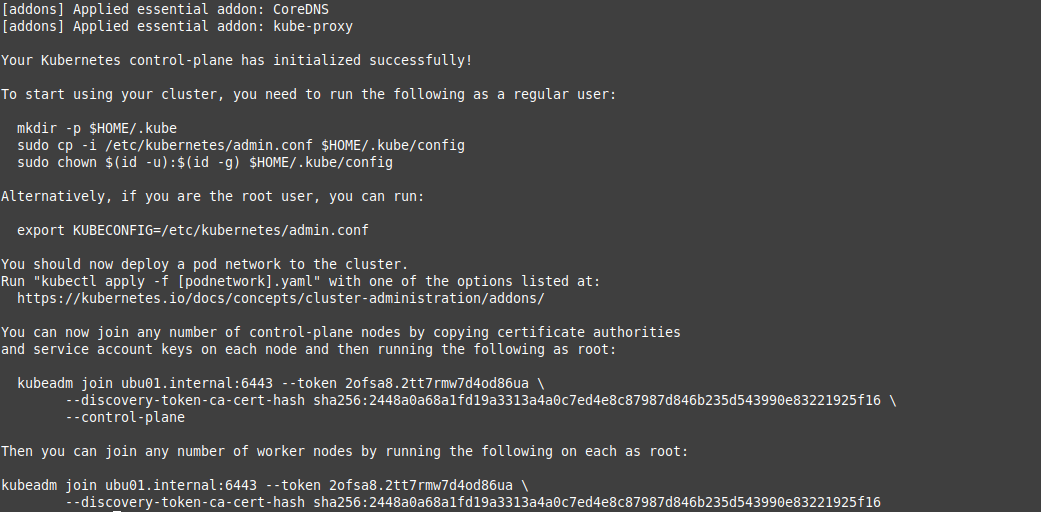 [addons] Applied essential addon: CoreDNS
[addons] Applied essential addon: kube-proxy
Your Kubernetes control-plane has initialized successfully!
To start using your cluster, you need to run the following as a regular user:
mkdir -p $HOME/.kube
sudo cp -i /etc/kubernetes/admin.conf $HOME/.kube/config
sudo chown $(id -u):$(id -g) $HOME/.kube/config
Alternatively, if you are the root user, you can run:
export KUBECONFIG=/etc/kubernetes/admin.conf
You should now deploy a pod network to the cluster.
Run "kubectl apply -f [podnetwork].yaml" with one of the options listed at:
https://kubernetes.io/docs/concepts/cluster-administration/addons/
You can now join any number of control-plane nodes by copying certificate authorities
and service account keys on each node and then running the following as root:
kubeadm join ubu01.internal:6443 --token 2ofsa8.2tt7rmw7d4od86ua \
--discovery-token-ca-cert-hash sha256:2448a0a68a1fd19a3313a4a0c7ed4e8c87987d846b235d543990e83221925f16 \
--control-plane
Then you can join any number of worker nodes by running the following on each as root:
kubeadm join ubu01.internal:6443 --token 2ofsa8.2tt7rmw7d4od86ua \
--discovery-token-ca-cert-hash sha256:2448a0a68a1fd19a3313a4a0c7ed4e8c87987d846b235d543990e83221925f16